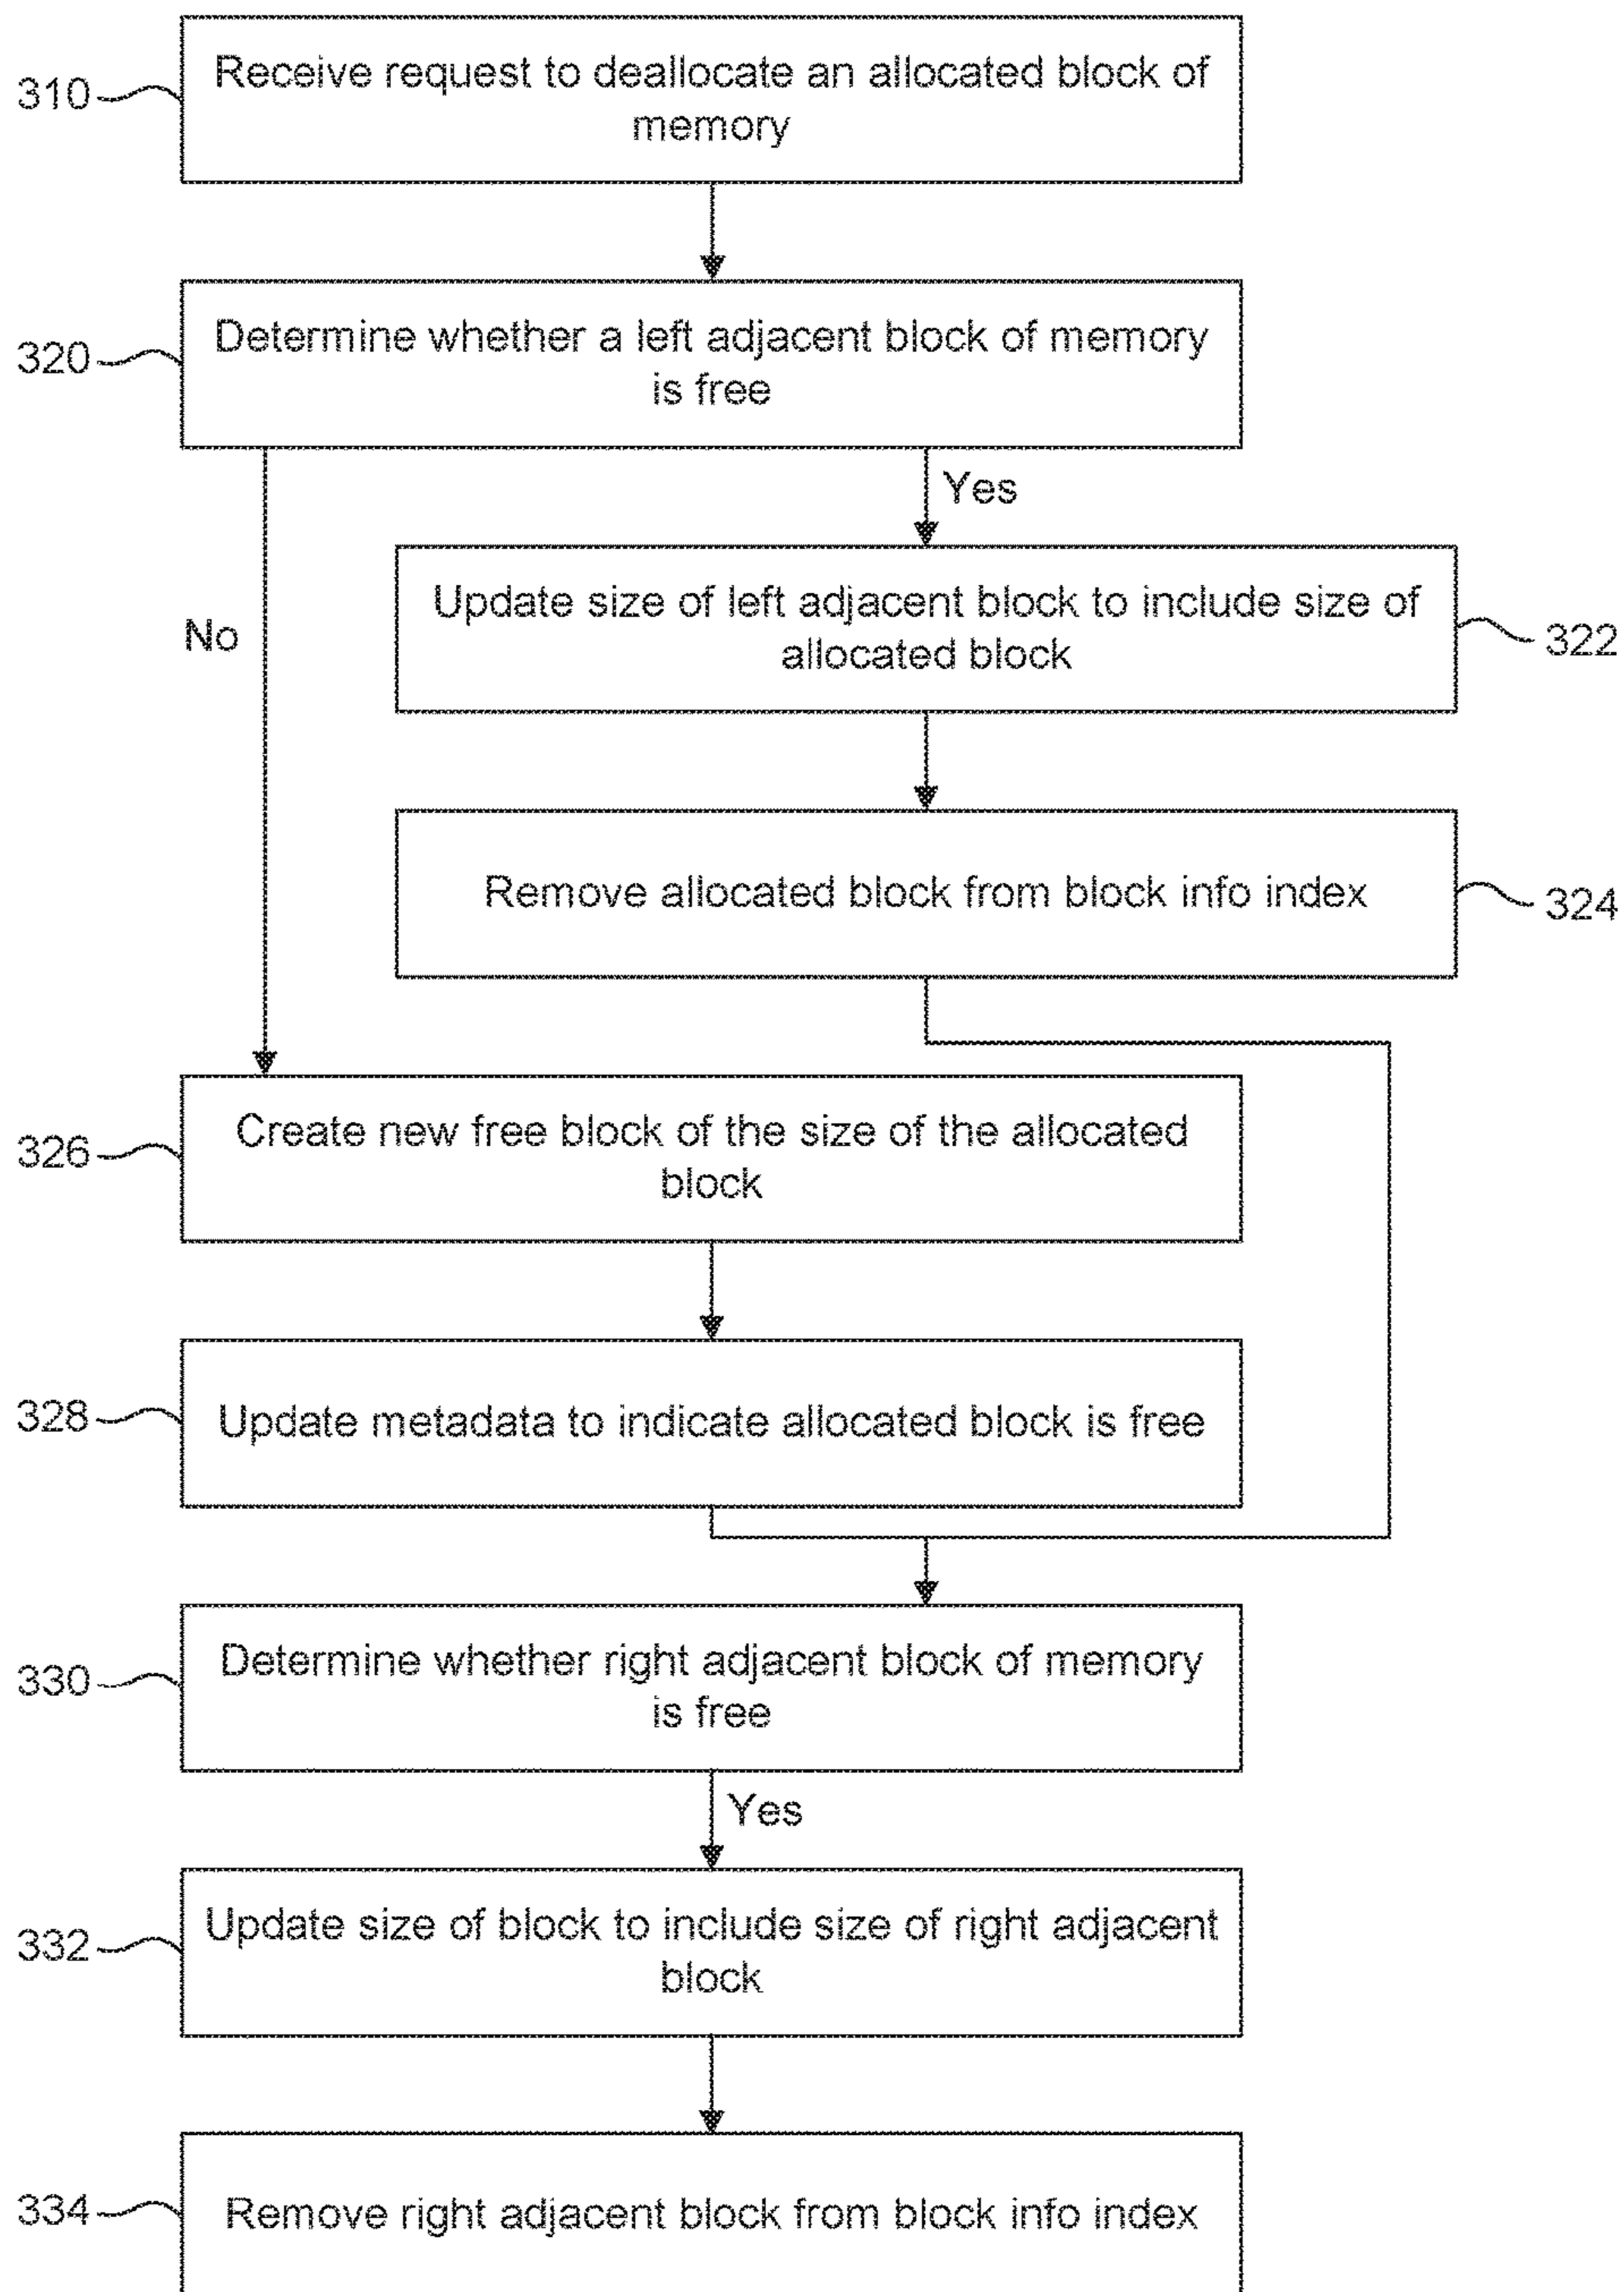 310
Receive request to deallocate an allocated block of
memory
320
Determine whether a left adjacent block of memory
is free
Yes
No
Update size of left adjacent block to include size of
allocated block
322
Remove allocated block from block info index
324
326
Create new free block of the size of the allocated
block
328
Update metadata to indicate allocated block is free
330
Determine whether right adjacent block of memory
is free
Yes
332
Update size of block to include size of right adjacent
block
334
Remove right adjacent block from block info index